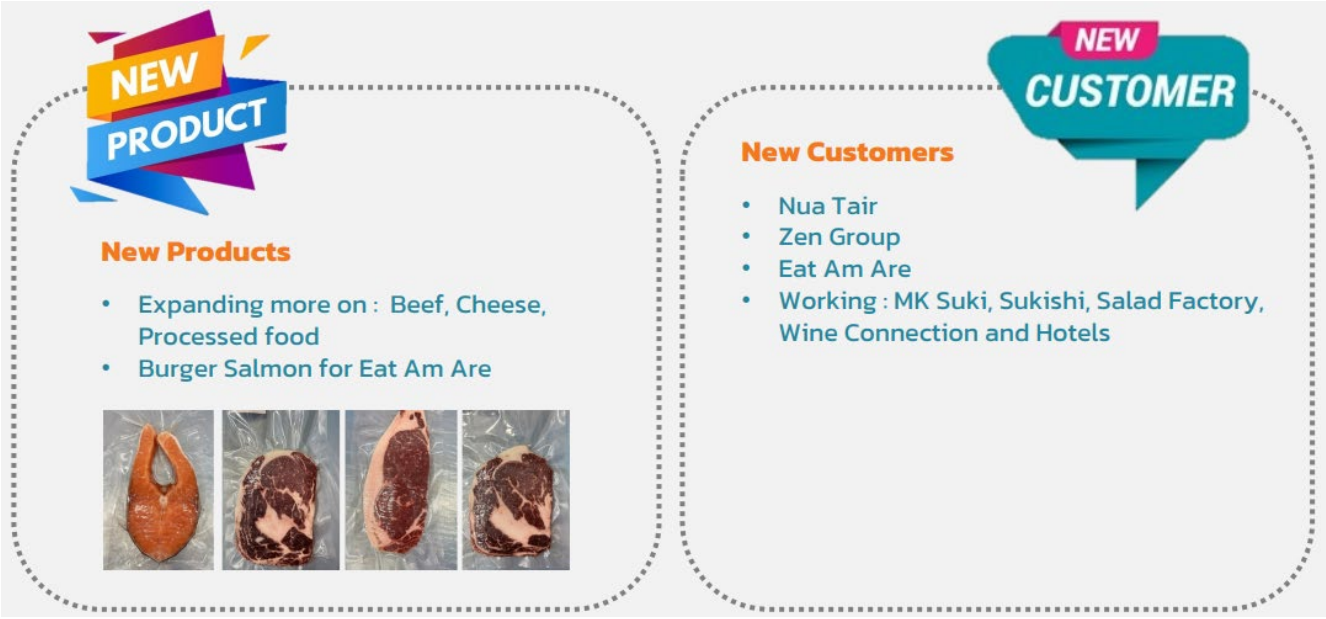 NEW
PRODUCT
New Products
• Expanding more on : Beef, Cheese,
Processed food
• Burger Salmon for Eat Am Are
NEW
CUSTOMER
New Customers
• Nua Tair
• Zen Group
• Eat Am Are
• Working : MK Suki, Sukishi, Salad Factory,
Wine Connection and Hotels